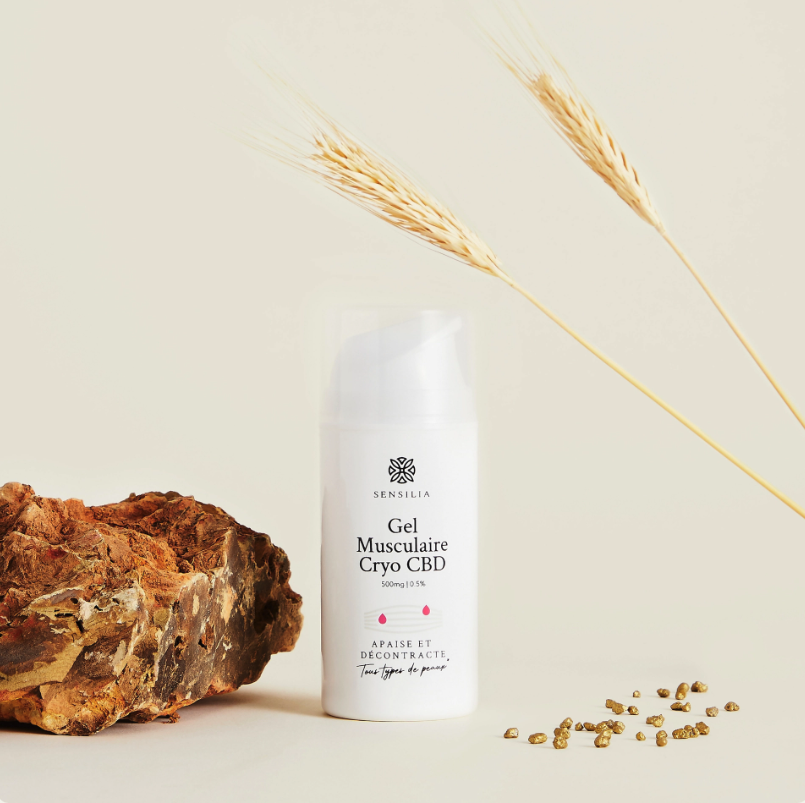 SENSILIA
Gel
Musculaire
Cryo CBD
500mg | 0.5%
APAISE ET
DÉCONTRACTE
Tous types de peaux*